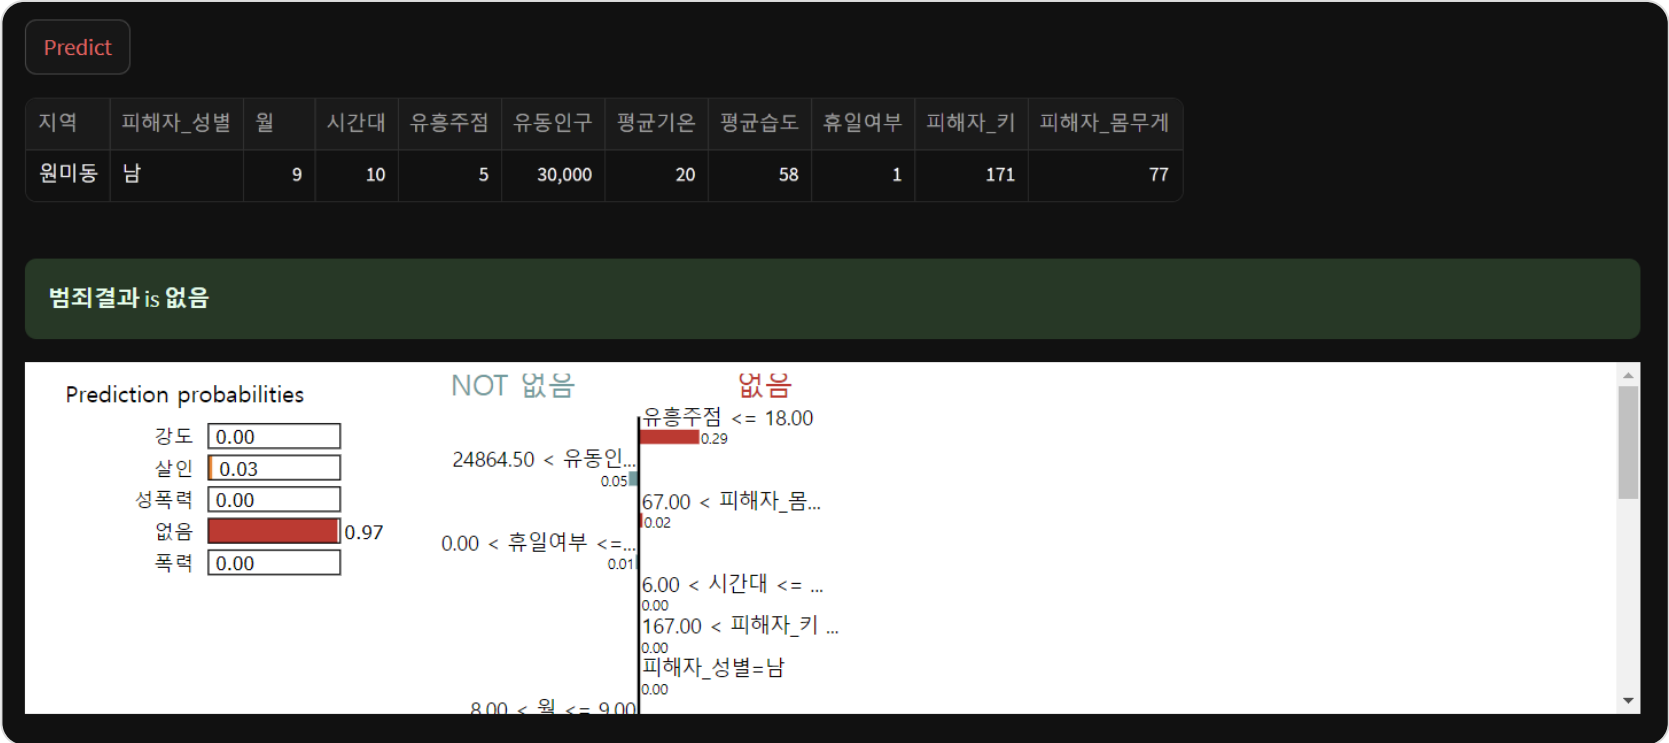 Predict
지역 피해자_성별 월 시간대 유흥주점 유동인구 평균기온 평균습도 휴일여부 피해자_키 피해자_몸무게
원미동 남 9 10 5 30,000 20 58 1 171 77
범죄결과 is 없음
Prediction probabilities
강도 0.00
살인 0.03
성폭력 0.00
없음 0.97
폭력 0.00
NOT 없음 없음
유흥주점 <= 18.00
0.29
24864.50 < 유동인...
0.05
67.00 < 피해자_몸...
0.02
0.00 < 휴일여부 <=...
0.01
6.00 < 시간대 <= ...
0.00
167.00 < 피해자_키 ...
0.00
피해자_성별=남
0.00
8.00 < 월 <= 9.00